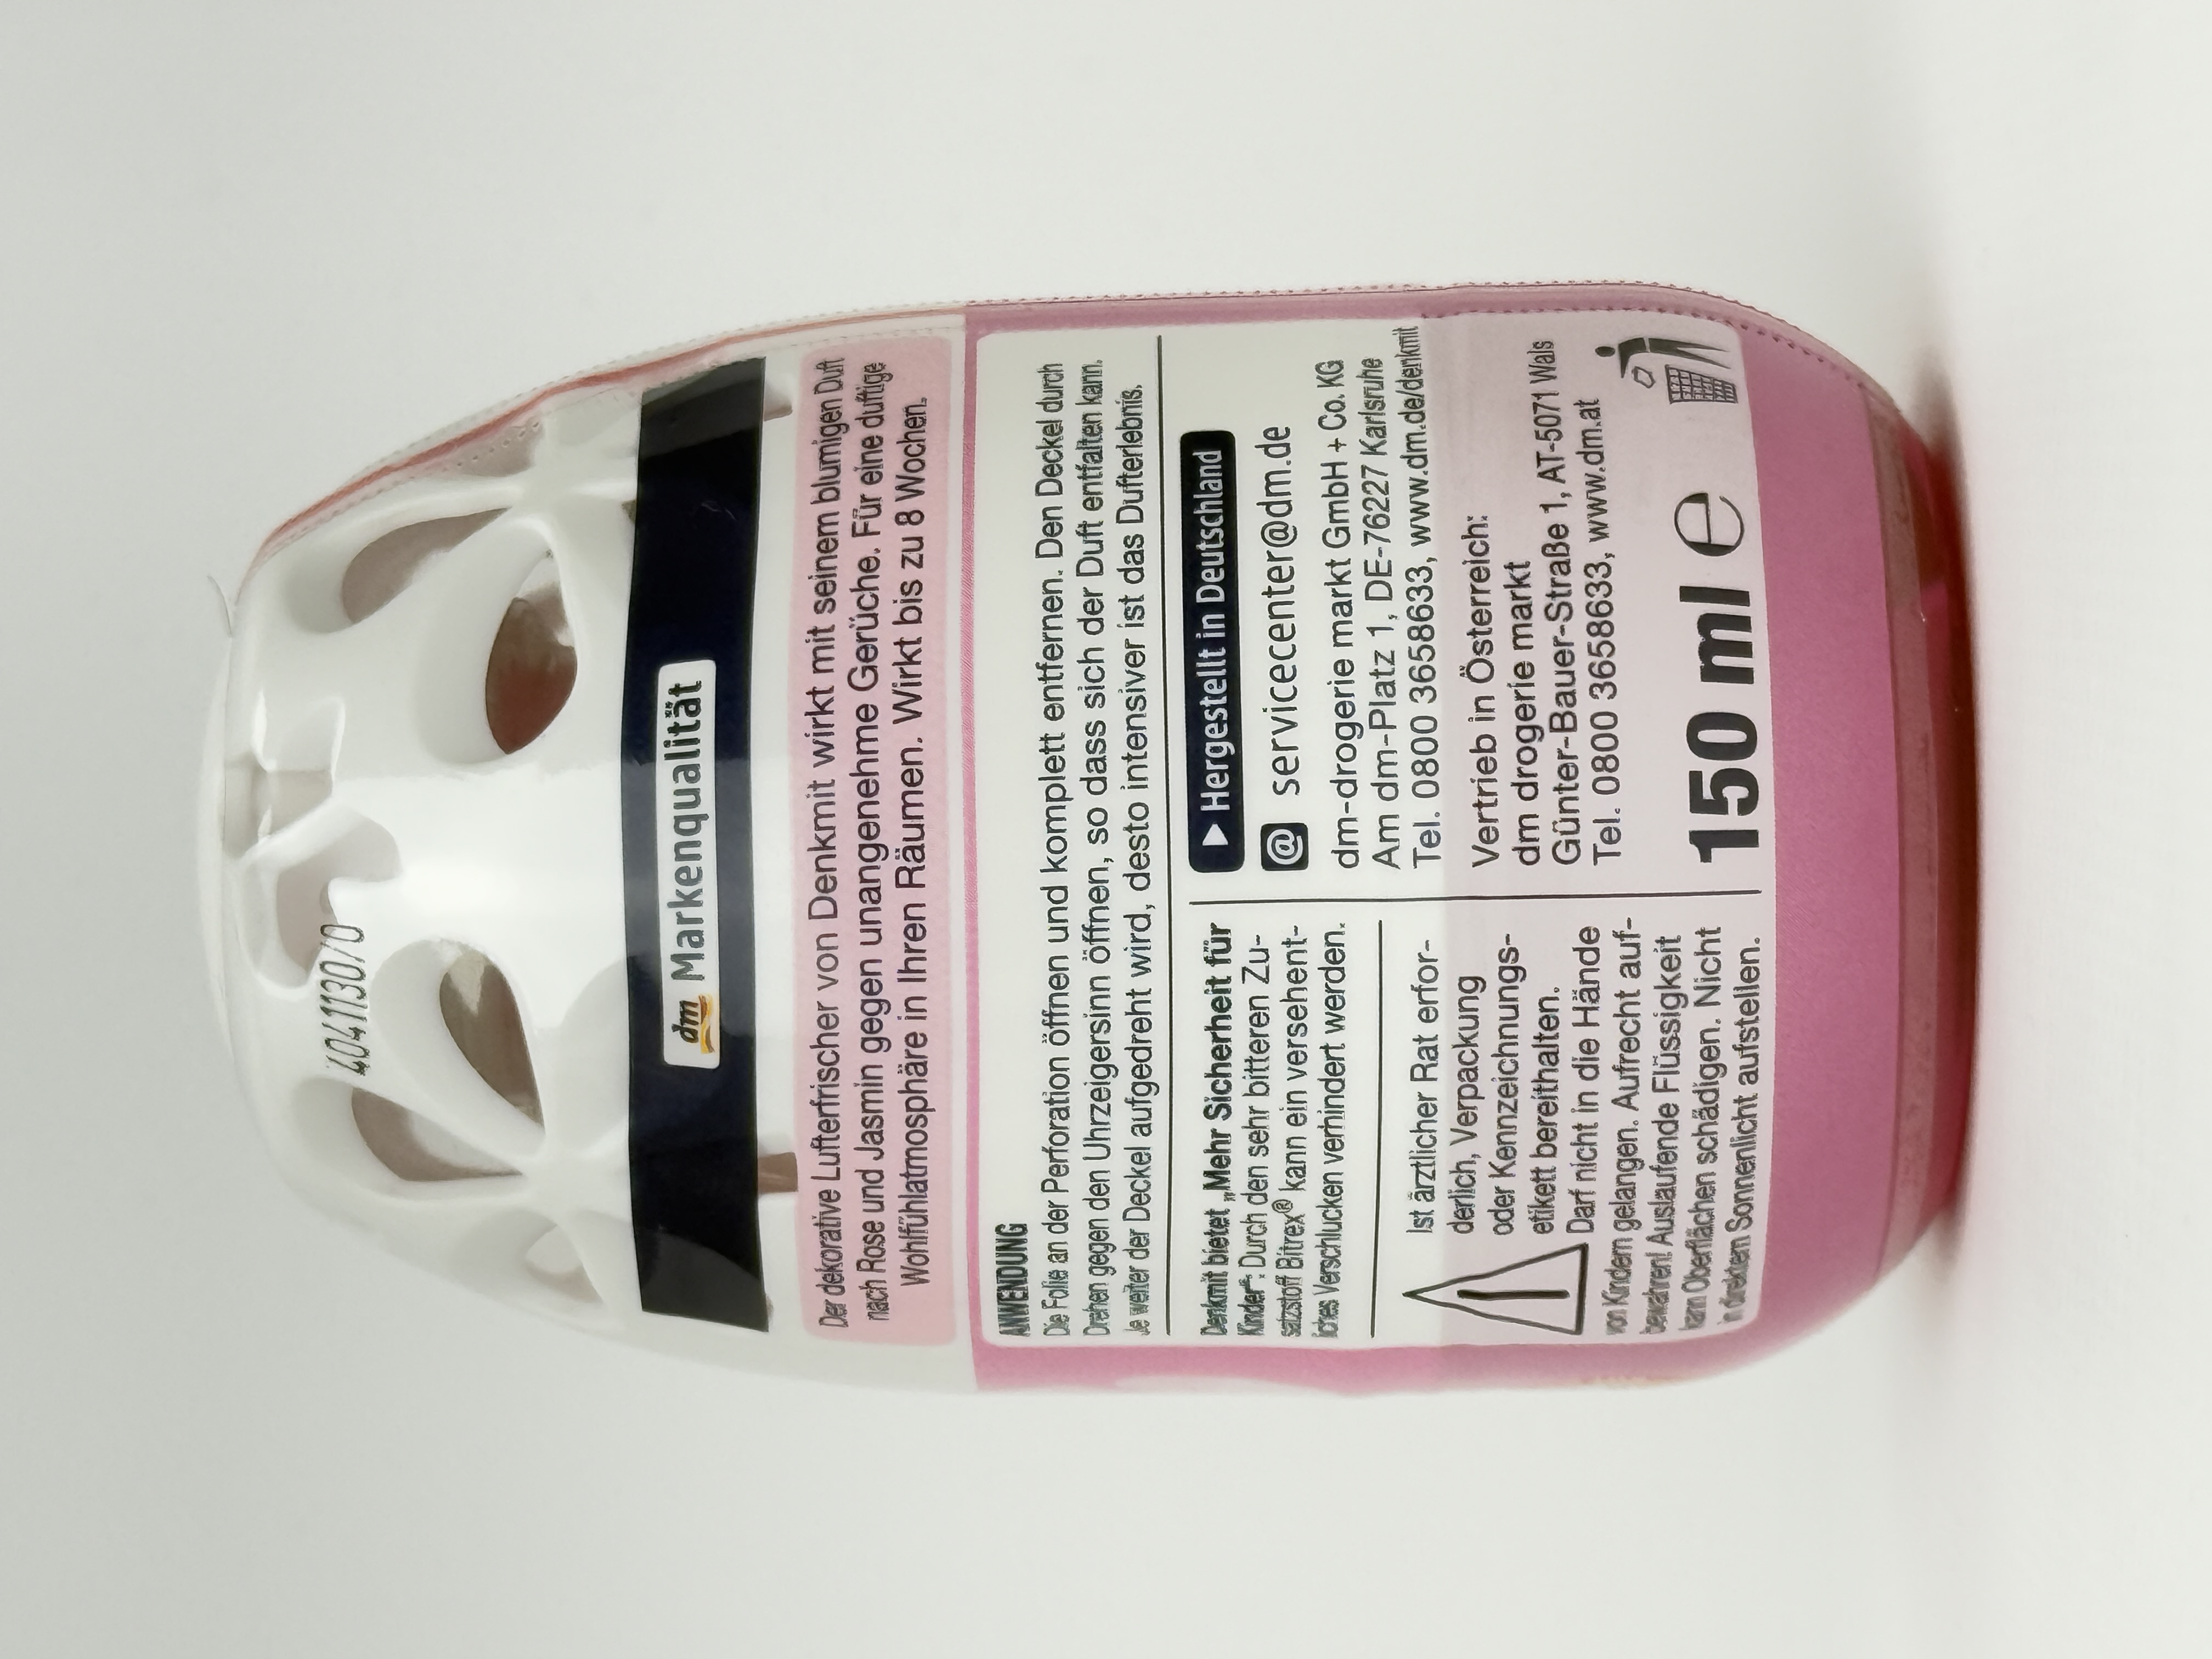 4041130/0
dm Markenqualität
Der dekorative Lufterfrischer von Denkmit wirkt mit seinem blumigen Duft
nach Rose und Jasmin gegen unangenehme Gerüche. Für eine duftige
Wohlfühlatmosphäre in Ihren Räumen. Wirkt bis zu 8 Wochen.
ANWENDUNG
Die Folie an der Perforation öffnen und komplett entfernen. Den Deckel durch
Drehen gegen den Uhrzeigersinn öffnen, so dass sich der Duft entfalten kann.
Je weiter der Deckel aufgedreht wird, desto intensiver ist das Dufterlebnis.
Denkmit bietet „Mehr Sicherheit für
Kinder“: Durch den sehr bitteren Zu-
satzstoff Bitrex® kann ein versehent-
liches Verschlucken verhindert werden.
Ist ärztlicher Rat erfor-
derlich, Verpackung
oder Kennzeichnungs-
etikett bereithalten.
Darf nicht in die Hände
von Kindern gelangen. Aufrecht auf-
bewahren! Auslaufende Flüssigkeit
kann Oberflächen schädigen. Nicht
in direktem Sonnenlicht aufstellen.
▶ Hergestellt in Deutschland
@ servicecenter@dm.de
dm-drogerie markt GmbH + Co. KG
Am dm-Platz 1, DE-76227 Karlsruhe
Tel. 0800 3658633, www.dm.de/denkmit
Vertrieb in Österreich:
dm drogerie markt
Günter-Bauer-Straße 1, AT-5071 Wals
Tel. 0800 3658633, www.dm.at
150 ml ℮